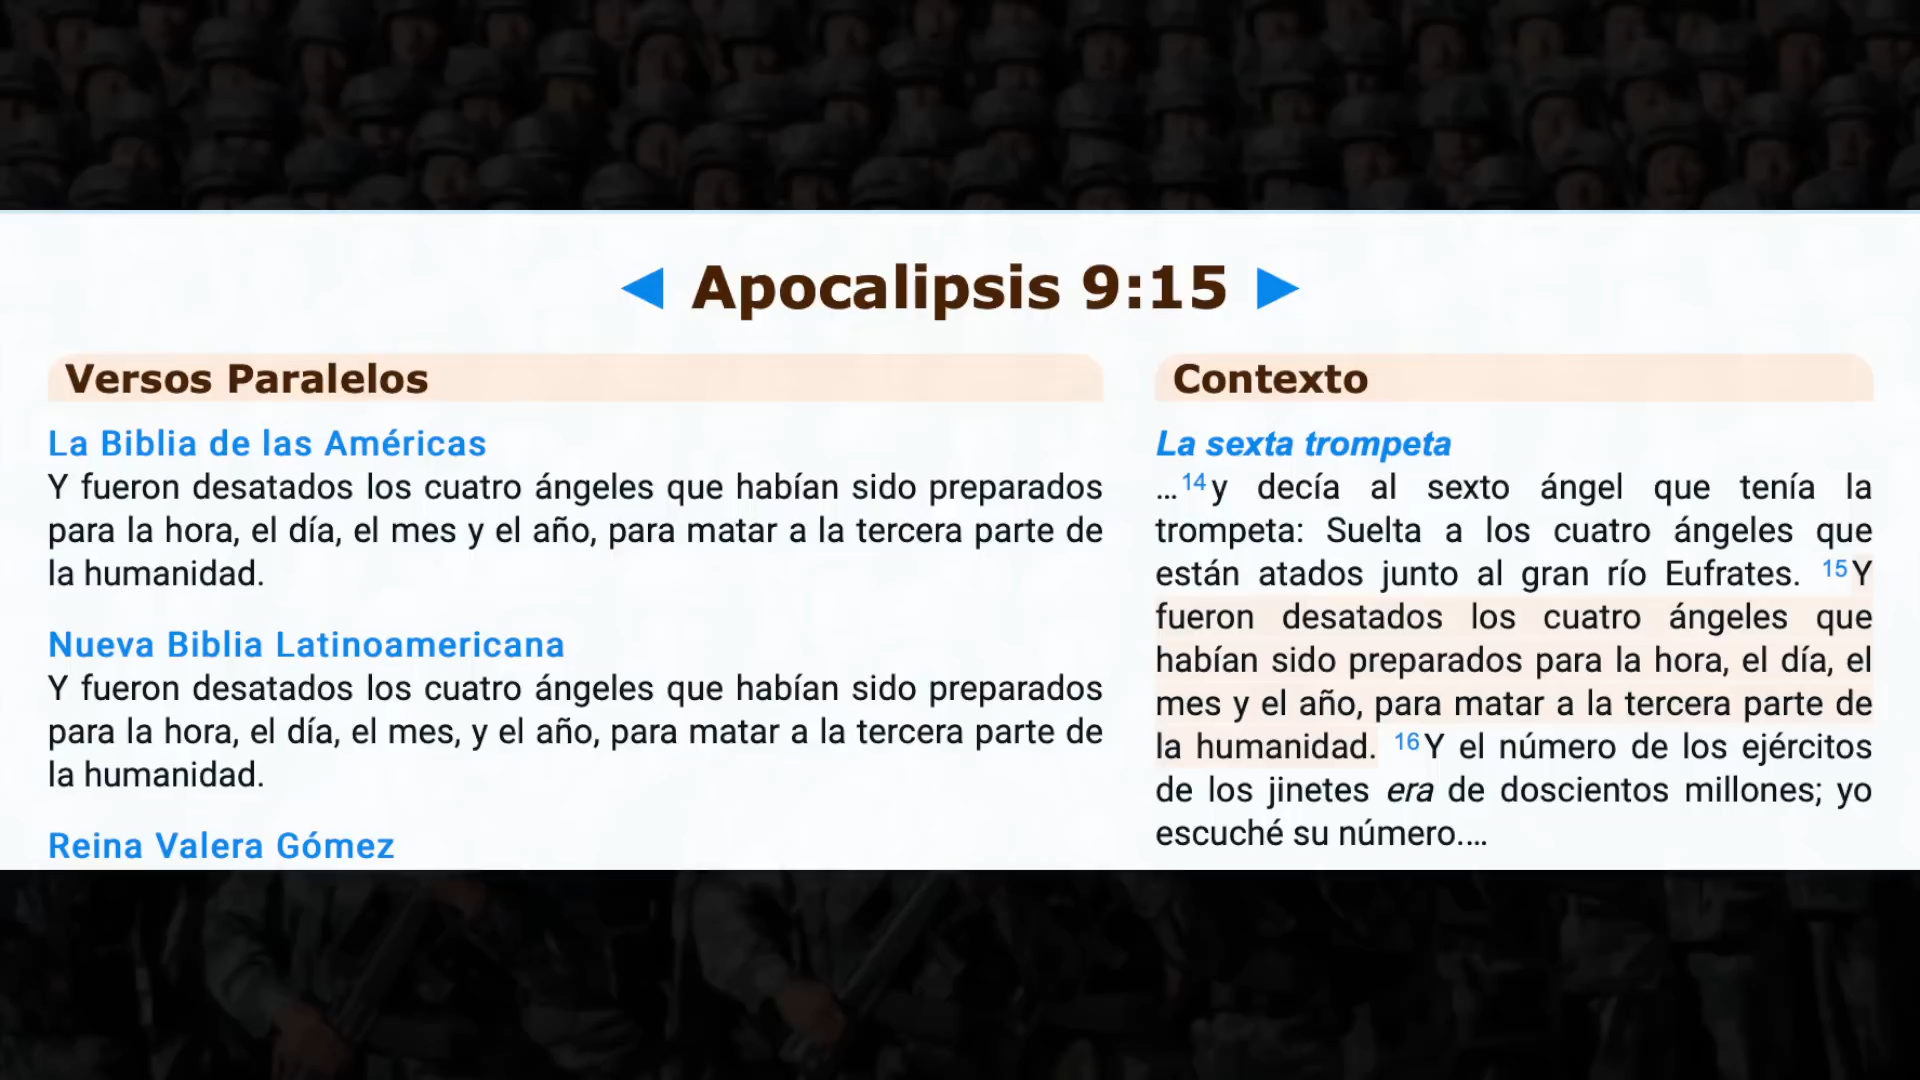 Apocalipsis 9:15
Versos Paralelos
La Biblia de las Américas
Y fueron desatados los cuatro ángeles que habían sido preparados
para la hora, el día, el mes y el año, para matar a la tercera parte de
la humanidad.
Nueva Biblia Latinoamericana
Y fueron desatados los cuatro ángeles que habían sido preparados
para la hora, el día, el mes, y el año, para matar a la tercera parte de
la humanidad.
Reina Valera Gómez
Contexto
La sexta trompeta
…14y decía al sexto ángel que tenía la
trompeta: Suelta a los cuatro ángeles que
están atados junto al gran río Eufrates. 15Y
fueron desatados los cuatro ángeles que
habían sido preparados para la hora, el día, el
mes y el año, para matar a la tercera parte de
la humanidad. 16Y el número de los ejércitos
de los jinetes era de doscientos millones; yo
escuché su número.…